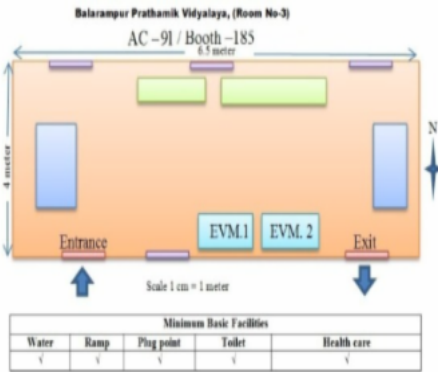 Balarampur Prathamik Vidyalaya, (Room No-3)
AC –91 / Booth –185
6.5 meter
4 meter
N
EVM.1 EVM. 2
Entrance Exit
Scale 1 cm = 1 meter
Minimum Basic Facilities
Water Ramp Plug point Toilet Health care
√ √ √ √ √